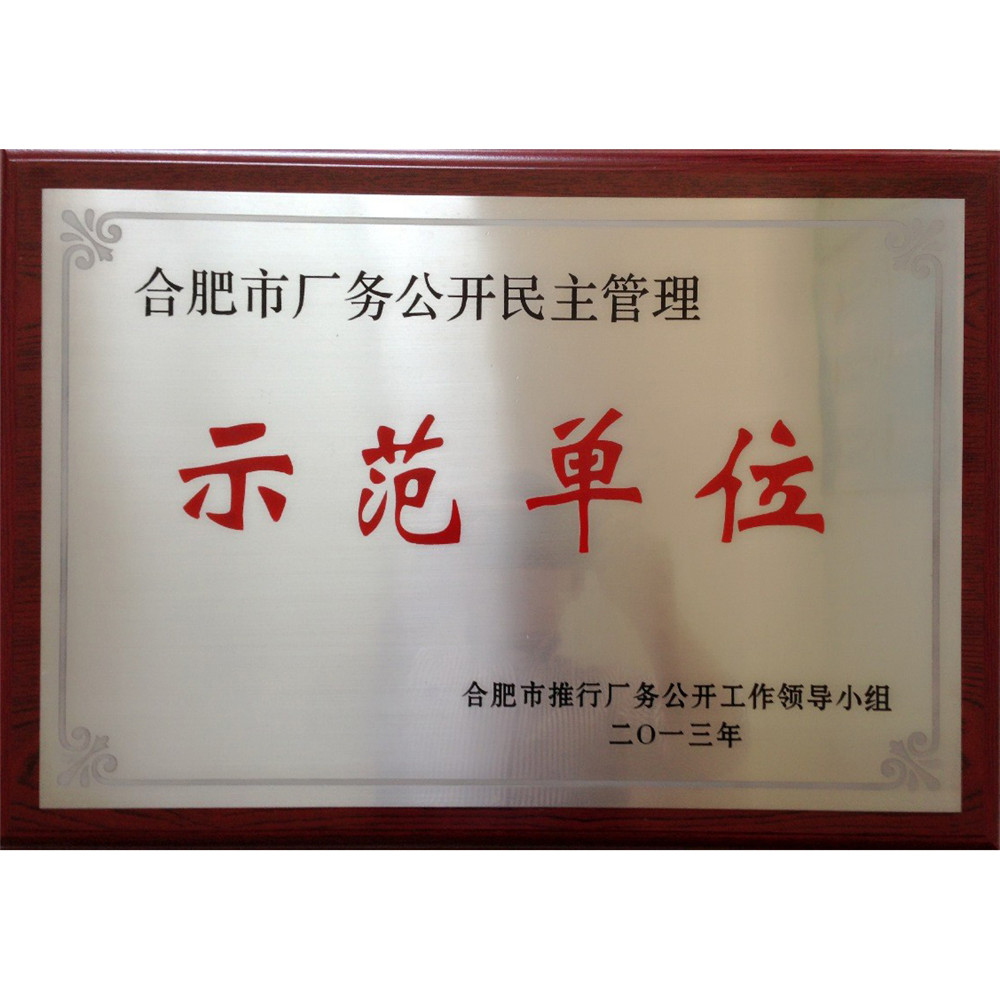 合肥市厂务公开民主管理
示范单位
合肥市推行厂务公开工作领导小组
二〇一三年